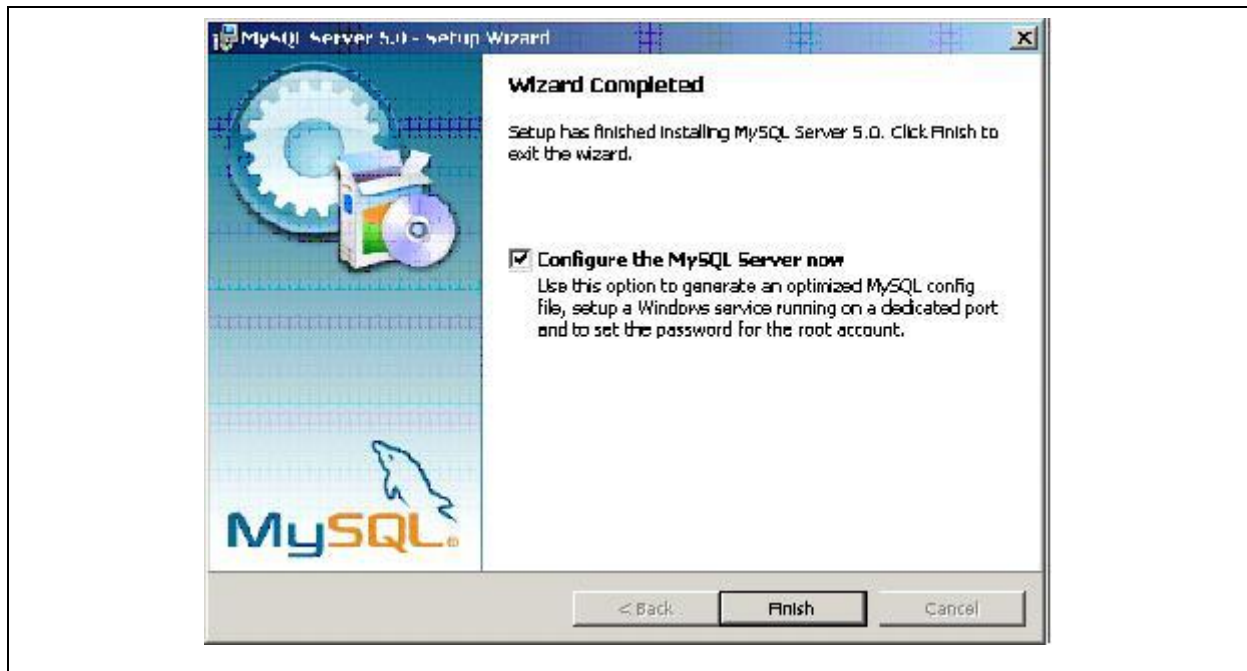 MySQL Server 5.0 - Setup Wizard
Wizard Completed
Setup has finished installing MySQL Server 5.0. Click Finish to
exit the wizard.
Configure the MySQL Server now
Use this option to generate an optimized MySQL config
file, setup a Windows service running on a dedicated port
and to set the password for the root account.
MySQL®
< Back Finish Cancel